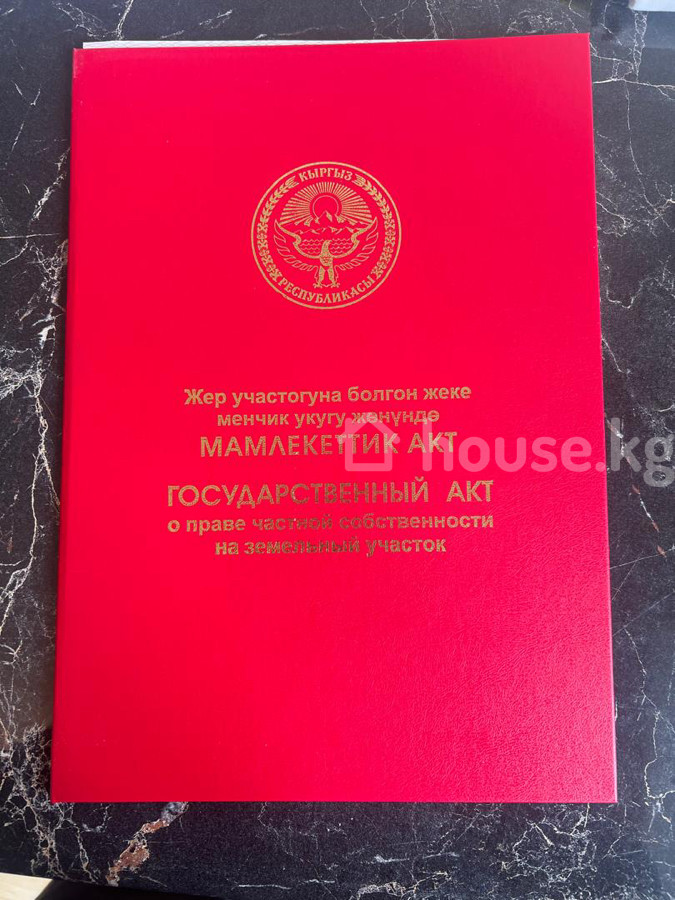 КЫРГЫЗ
РЕСПУБЛИКАСЫ
Жер участогуна болгон жеке
менчик укугу жөнүндө
МАМЛЕКЕТТИК АКТ
house.kg
ГОСУДАРСТВЕННЫЙ АКТ
о праве частной собственности
на земельный участок